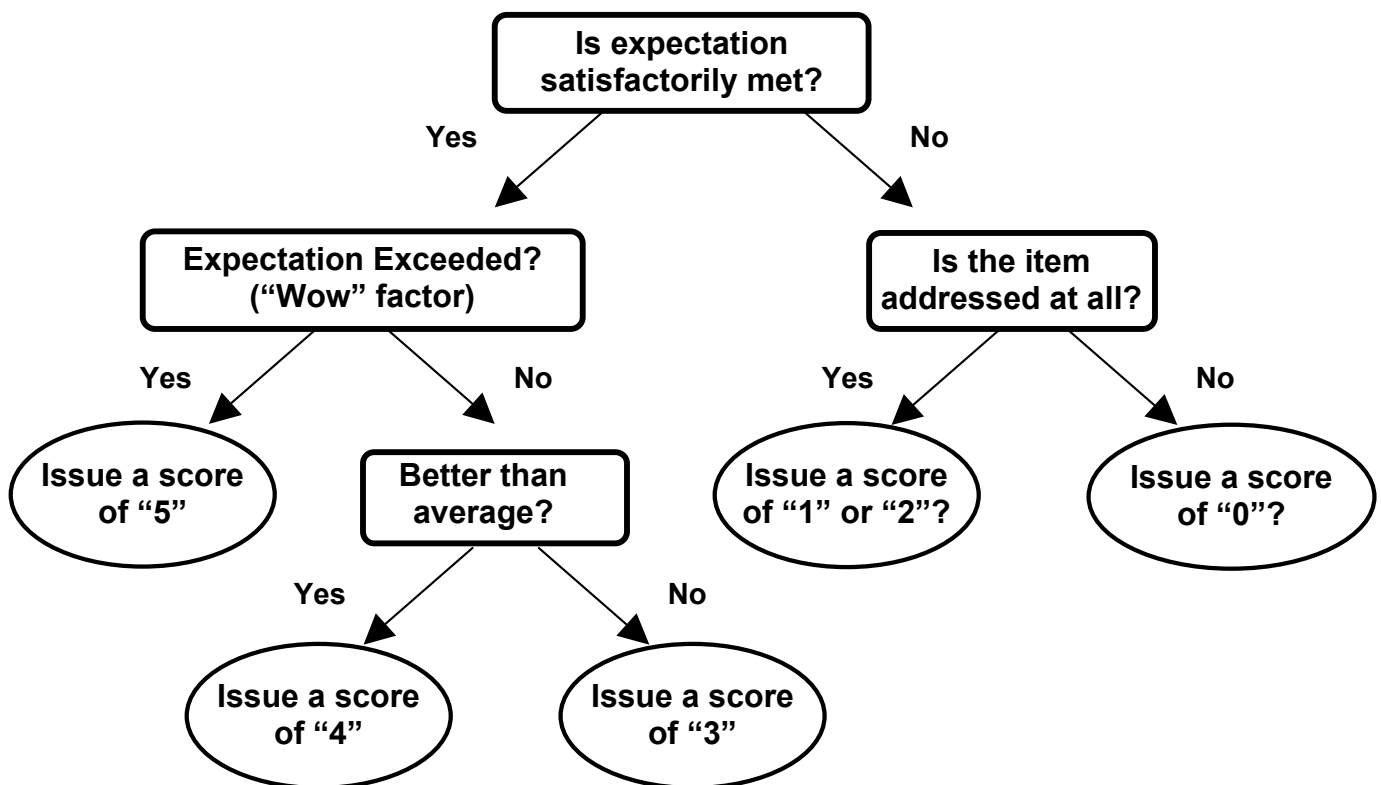 Is expectation
satisfactorily met?
Yes
No
Expectation Exceeded?
(“Wow” factor)
Is the item
addressed at all?
Yes
No
Yes
No
Issue a score
of “5”
Better than
average?
Issue a score
of “1” or “2”?
Issue a score
of “0”?
Yes
No
Issue a score
of “4”
Issue a score
of “3”